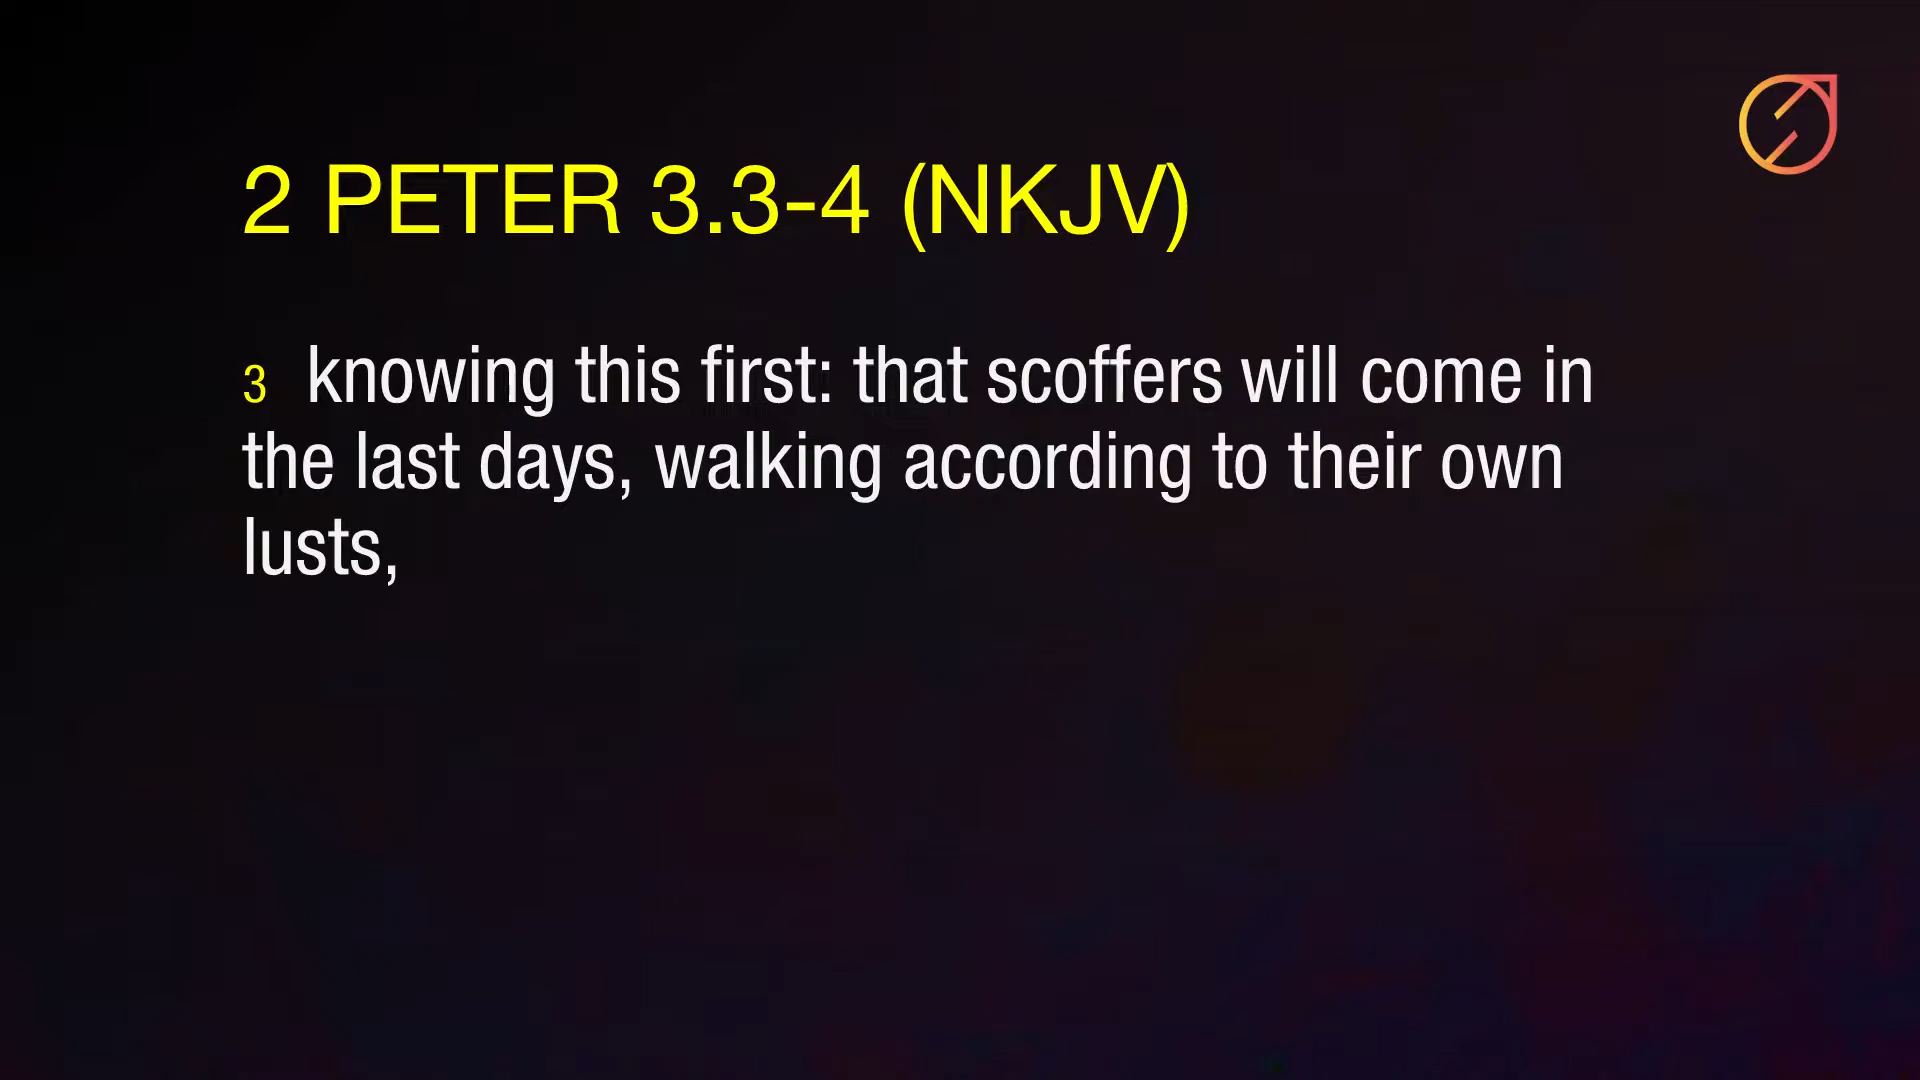 2 PETER 3.3-4 (NKJV)
3 knowing this first: that scoffers will come in
the last days, walking according to their own
lusts,